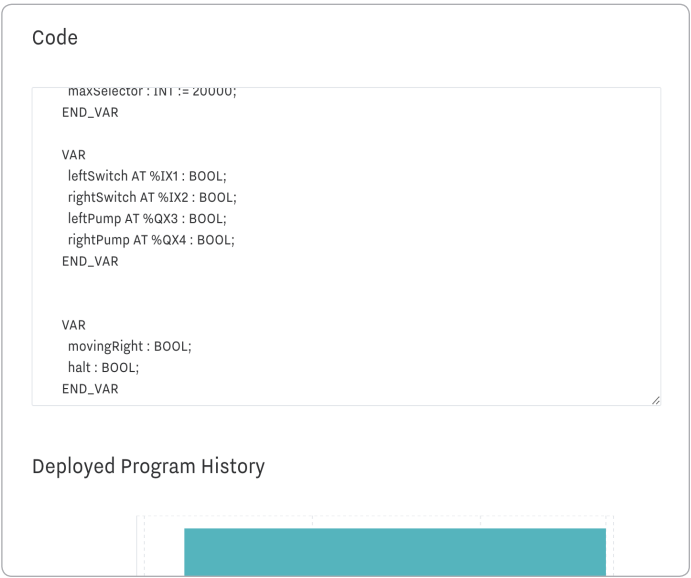 Code
maxSelector : INT := 20000;
END_VAR
VAR
leftSwitch AT %IX1 : BOOL;
rightSwitch AT %IX2 : BOOL;
leftPump AT %QX3 : BOOL;
rightPump AT %QX4 : BOOL;
END_VAR
VAR
movingRight : BOOL;
halt : BOOL;
END_VAR
Deployed Program History